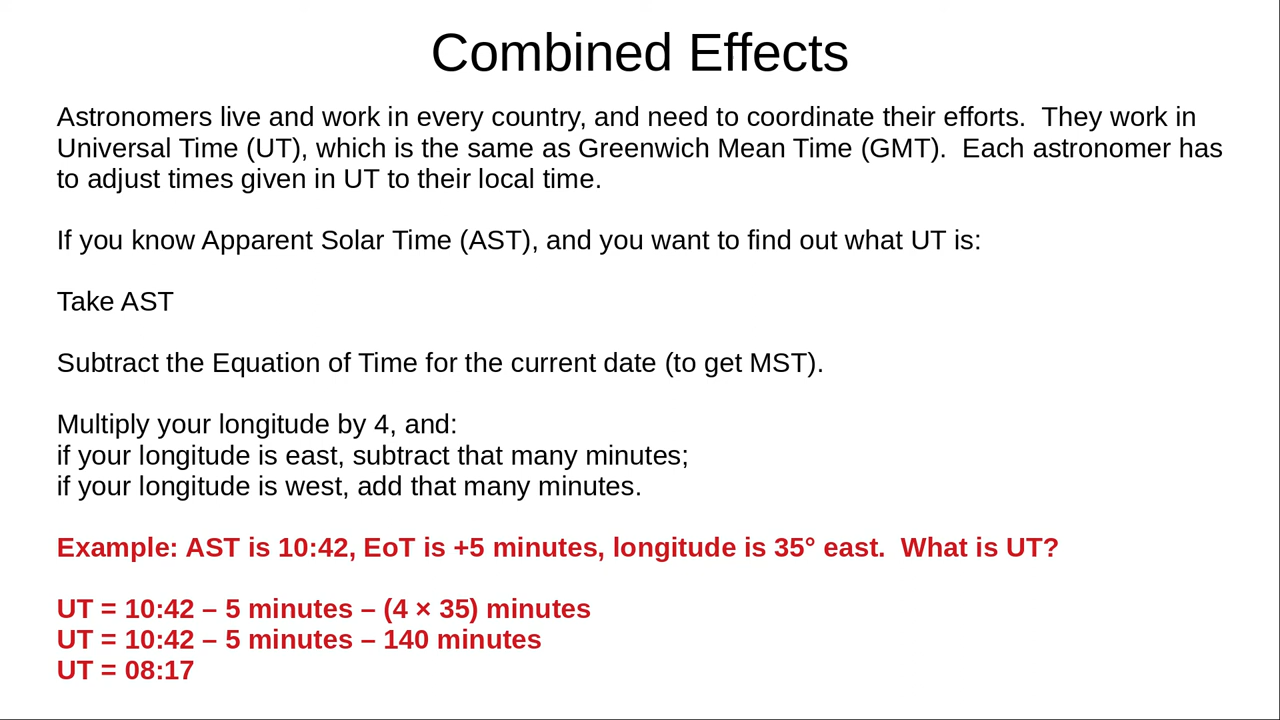 Combined Effects
Astronomers live and work in every country, and need to coordinate their efforts.  They work in
Universal Time (UT), which is the same as Greenwich Mean Time (GMT).  Each astronomer has
to adjust times given in UT to their local time.
If you know Apparent Solar Time (AST), and you want to find out what UT is:
Take AST
Subtract the Equation of Time for the current date (to get MST).
Multiply your longitude by 4, and:
if your longitude is east, subtract that many minutes;
if your longitude is west, add that many minutes.
Example: AST is 10:42, EoT is +5 minutes, longitude is 35° east.  What is UT?
UT = 10:42 – 5 minutes – (4 × 35) minutes
UT = 10:42 – 5 minutes – 140 minutes
UT = 08:17